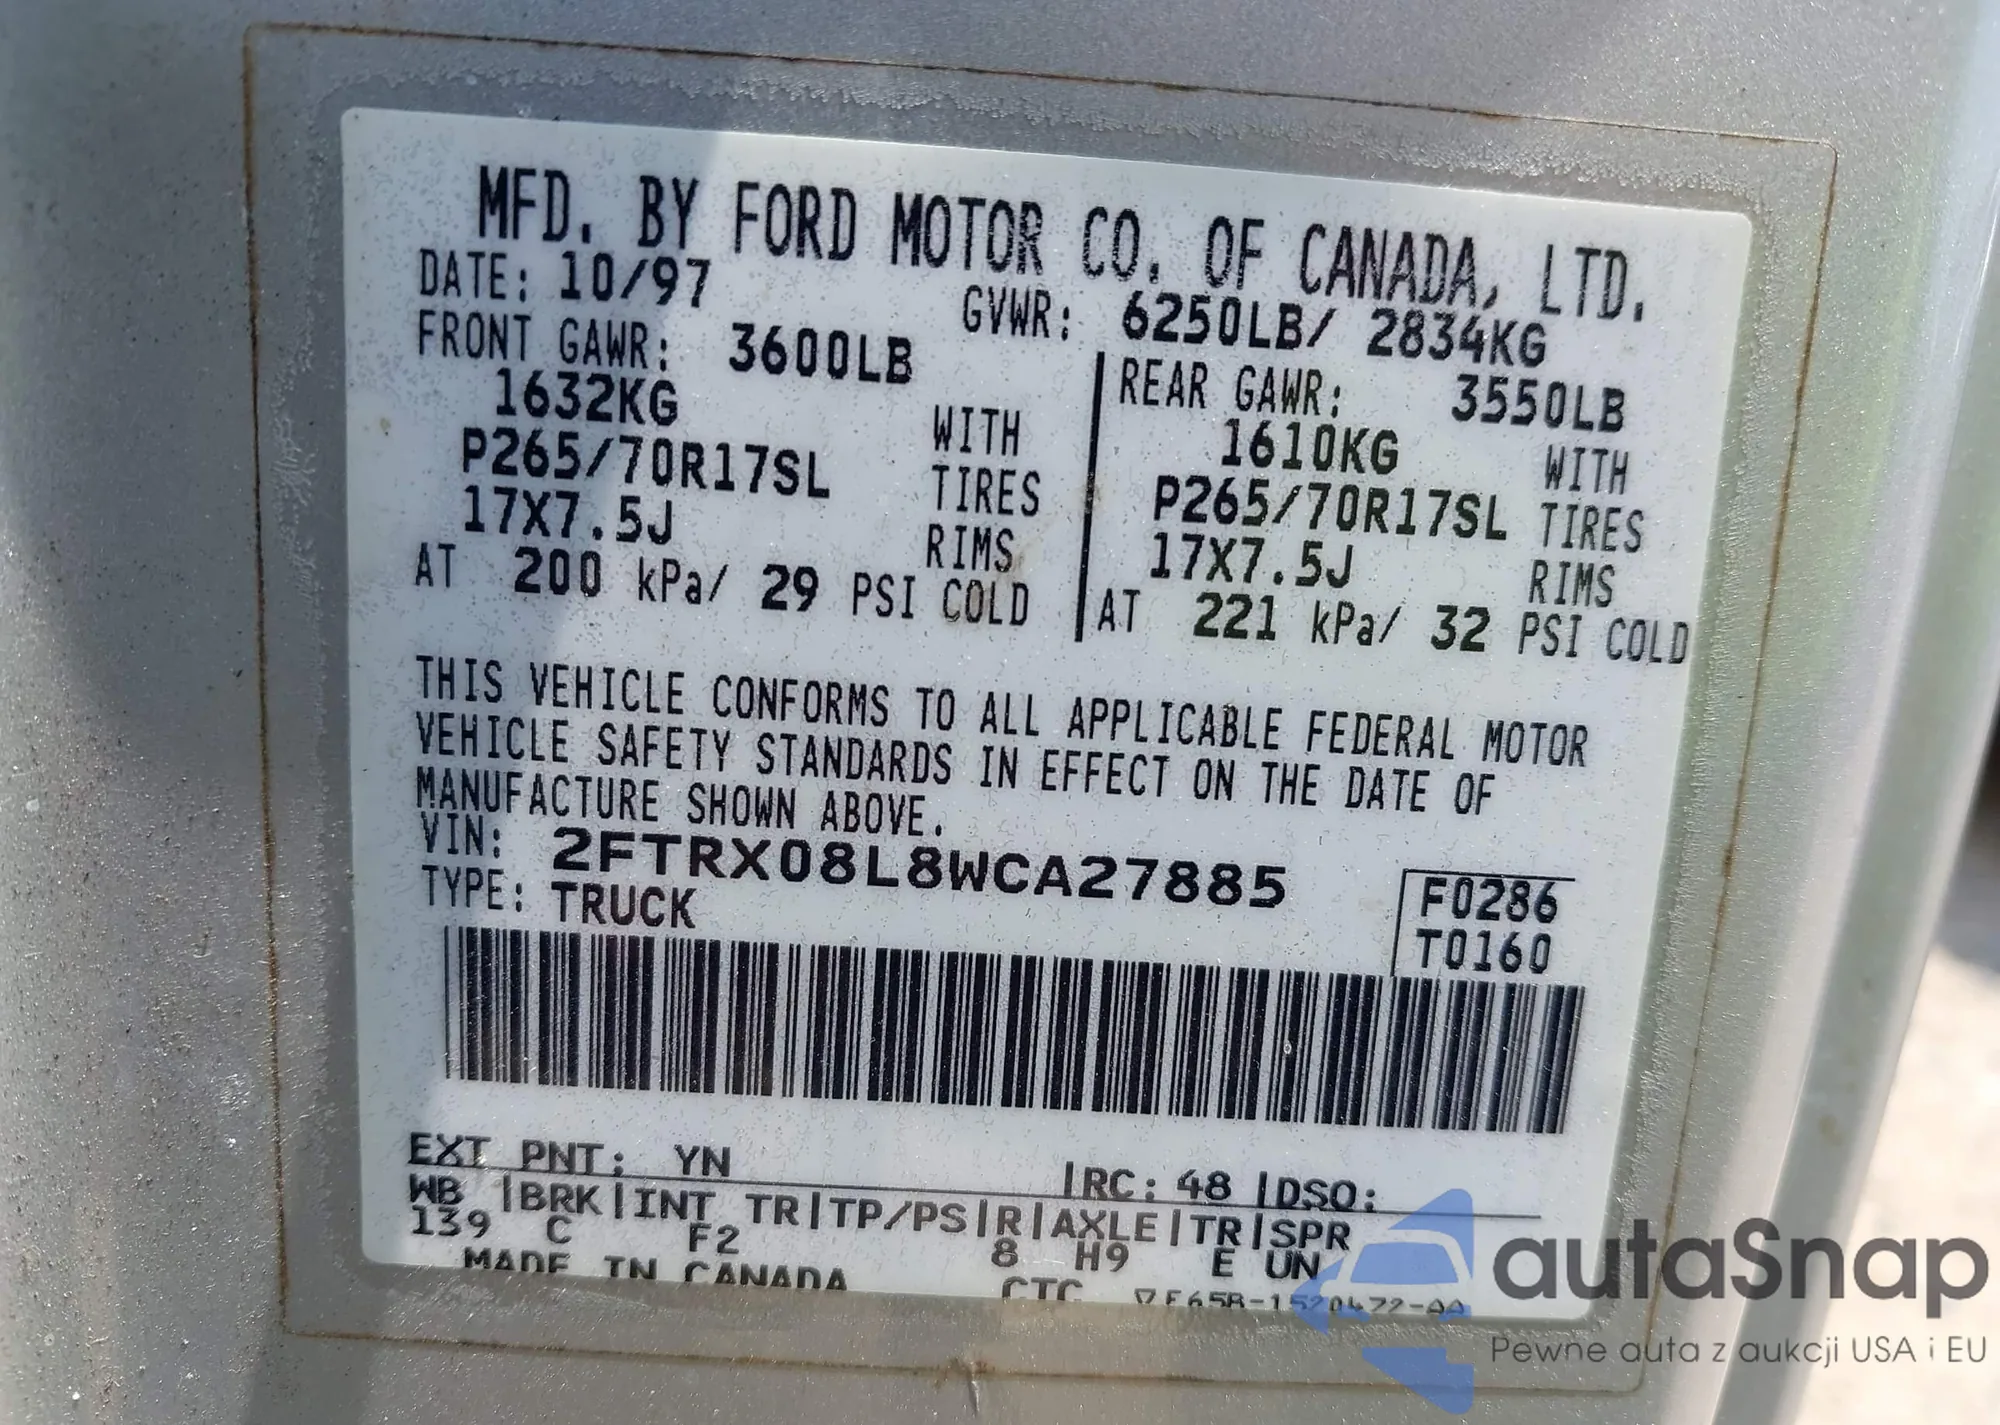 MFD. BY FORD MOTOR CO. OF CANADA, LTD.
DATE: 10/97 GVWR: 6250LB/ 2834KG
FRONT GAWR: 3600LB
1632KG WITH
P265/70R17SL TIRES
17X7.5J RIMS
AT 200 kPa/ 29 PSI COLD
REAR GAWR: 3550LB
1610KG WITH
P265/70R17SL TIRES
17X7.5J RIMS
AT 221 kPa/ 32 PSI COLD
THIS VEHICLE CONFORMS TO ALL APPLICABLE FEDERAL MOTOR
VEHICLE SAFETY STANDARDS IN EFFECT ON THE DATE OF
MANUFACTURE SHOWN ABOVE.
VIN: 2FTRX08L8WCA27885
TYPE: TRUCK
F0286
T0160
EXT PNT: YN |RC: 48 |DSO:
WB |BRK|INT TR|TP/PS|R|AXLE|TR|SPR
139 C F2 8 H9 E UN
MADE IN CANADA CTC
autaSnap
Pewne auta z aukcji USA i EU